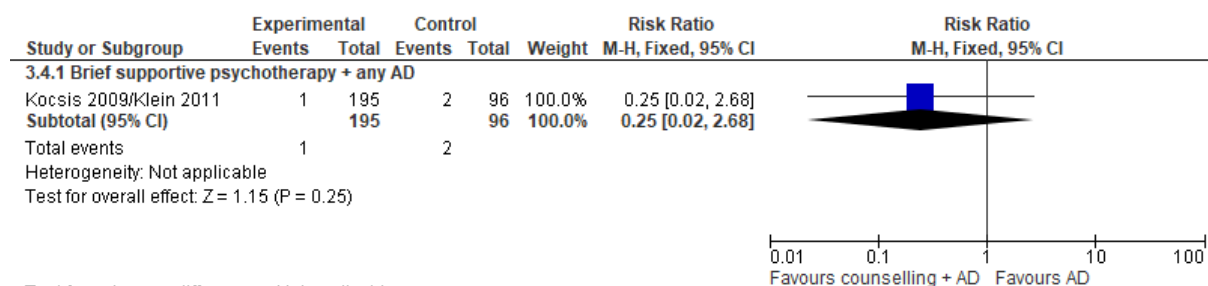 Experimental Control Risk Ratio Risk Ratio
Study or Subgroup Events Total Events Total Weight M-H, Fixed, 95% CI M-H, Fixed, 95% CI
3.4.1 Brief supportive psychotherapy + any AD
Kocsis 2009/Klein 2011 1 195 2 96 100.0% 0.25 [0.02, 2.68]
Subtotal (95% CI) 195 96 100.0% 0.25 [0.02, 2.68]
Total events 1 2
Heterogeneity: Not applicable
Test for overall effect: Z = 1.15 (P = 0.25)
0.01 0.1 1 10 100
Favours counselling + AD Favours AD